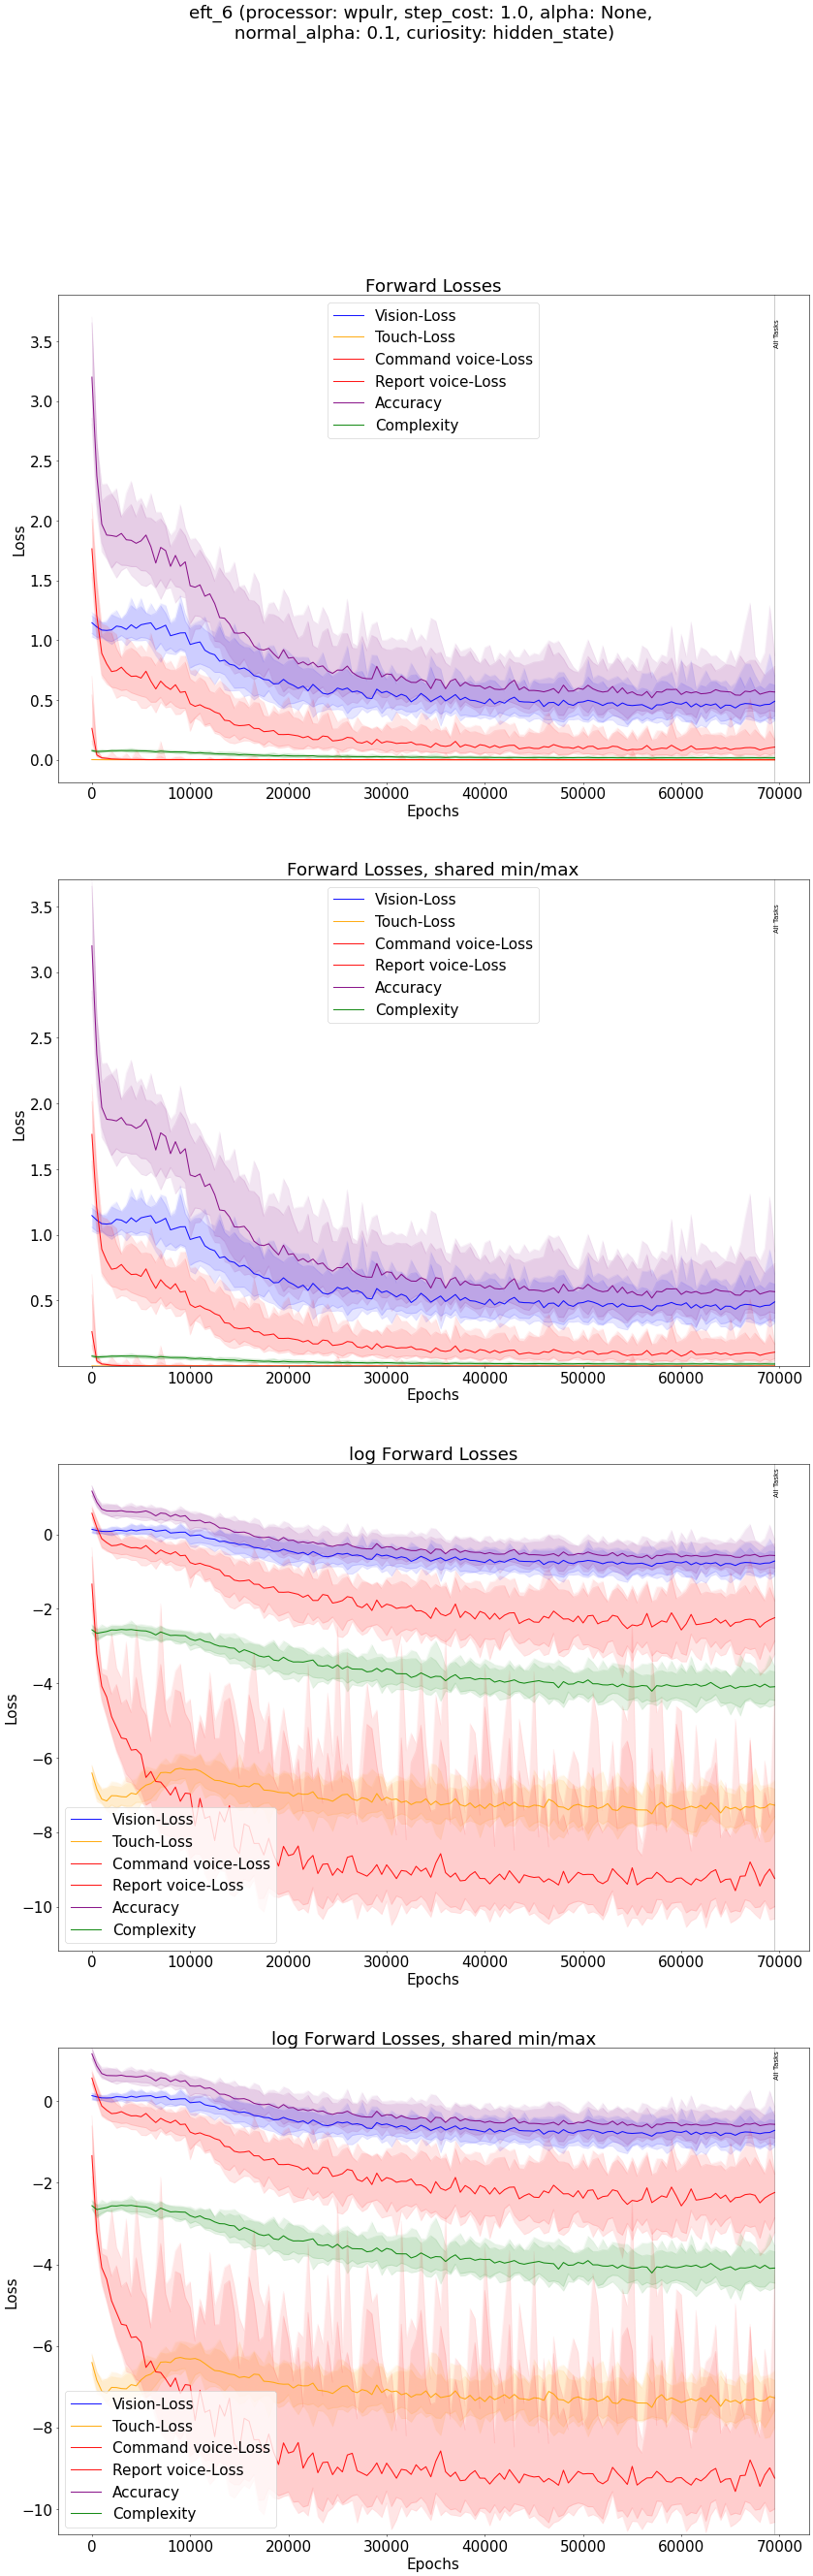 eft_6 (processor: wpulr, step_cost: 1.0, alpha: None,
normal_alpha: 0.1, curiosity: hidden_state)
Forward Losses
Vision-Loss
Touch-Loss
Command voice-Loss
Report voice-Loss
Accuracy
Complexity
All Tasks
3.5
3.0
2.5
2.0
1.5
1.0
0.5
0.0
Loss
0 10000 20000 30000 40000 50000 60000 70000
Epochs
Forward Losses, shared min/max
Vision-Loss
Touch-Loss
Command voice-Loss
Report voice-Loss
Accuracy
Complexity
All Tasks
3.5
3.0
2.5
2.0
1.5
1.0
0.5
Loss
0 10000 20000 30000 40000 50000 60000 70000
Epochs
log Forward Losses
All Tasks
0
−2
−4
−6
−8
−10
Loss
Vision-Loss
Touch-Loss
Command voice-Loss
Report voice-Loss
Accuracy
Complexity
0 10000 20000 30000 40000 50000 60000 70000
Epochs
log Forward Losses, shared min/max
All Tasks
0
−2
−4
−6
−8
−10
Loss
Vision-Loss
Touch-Loss
Command voice-Loss
Report voice-Loss
Accuracy
Complexity
0 10000 20000 30000 40000 50000 60000 70000
Epochs